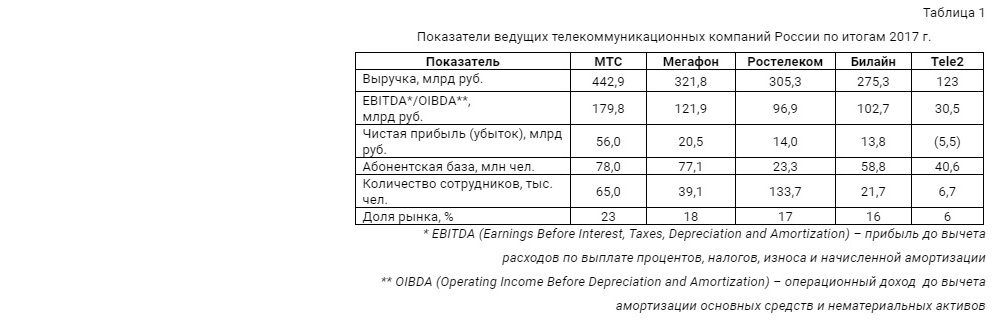 Таблица 1
Показатели ведущих телекоммуникационных компаний России по итогам 2017 г.
Показатель МТС Мегафон Ростелеком Билайн Tele2
Выручка, млрд руб. 442,9 321,8 305,3 275,3 123
EBITDA*/OIBDA**,
млрд руб. 179,8 121,9 96,9 102,7 30,5
Чистая прибыль (убыток), млрд
руб. 56,0 20,5 14,0 13,8 (5,5)
Абонентская база, млн чел. 78,0 77,1 23,3 58,8 40,6
Количество сотрудников, тыс.
чел. 65,0 39,1 133,7 21,7 6,7
Доля рынка, % 23 18 17 16 6
* EBITDA (Earnings Before Interest, Taxes, Depreciation and Amortization) – прибыль до вычета
расходов по выплате процентов, налогов, износа и начисленной амортизации
** OIBDA (Operating Income Before Depreciation and Amortization) – операционный доход до вычета
амортизации основных средств и нематериальных активов